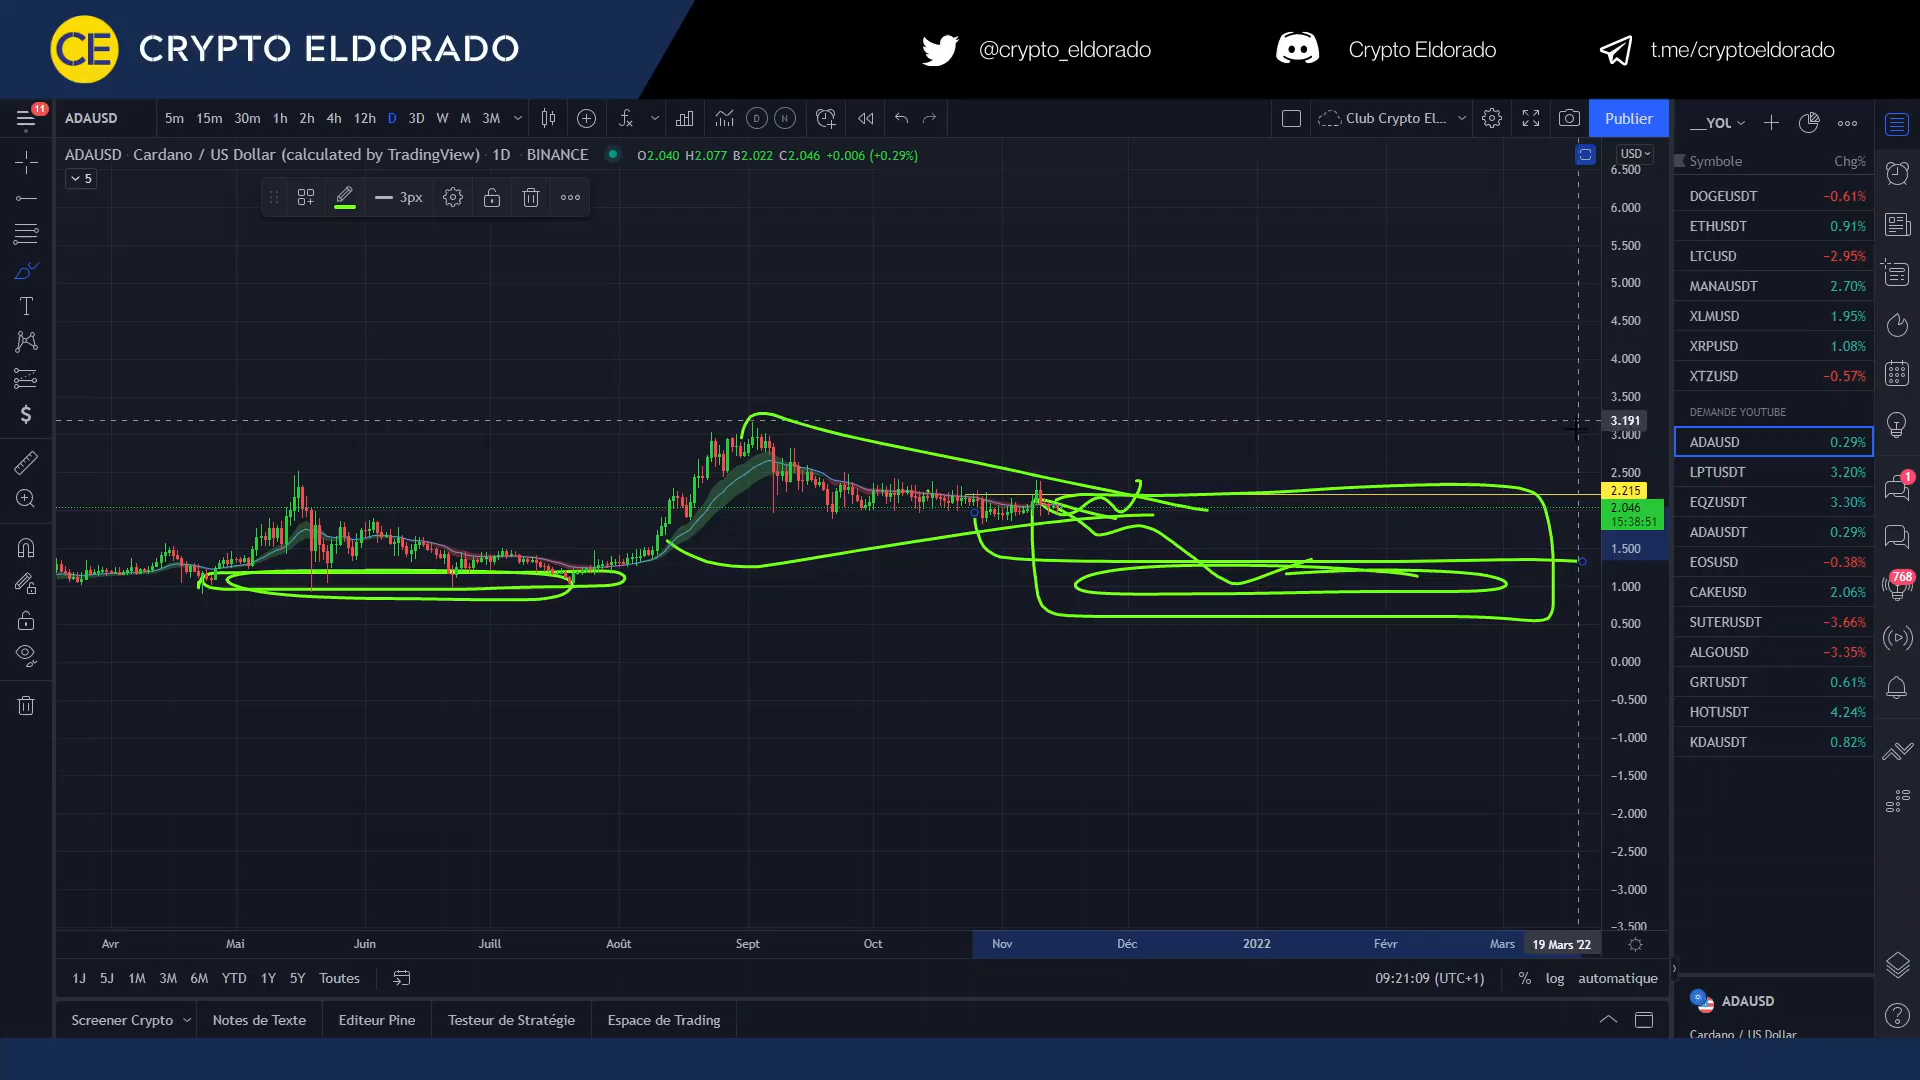 CE CRYPTO ELDORADO
@crypto_eldorado
Crypto Eldorado
t.me/cryptoeldorado
11
ADAUSD 5m 15m 30m 1h 2h 4h 12h D 3D W M 3M D N Club Crypto El... Publier
__YOL
ADAUSD · Cardano / US Dollar (calculated by TradingView) · 1D · BINANCE O2.040 H2.077 B2.022 C2.046 +0.006 (+0.29%)
USD
5
3px
6.500
6.000
5.500
5.000
4.500
4.000
3.500
3.191
3.000
2.500
2.215
2.046
15:38:51
1.500
1.000
0.500
0.000
−0.500
−1.000
−1.500
−2.000
−2.500
−3.000
−3.500
Symbole Chg%
DOGEUSDT −0.61%
ETHUSDT 0.91%
LTCUSD −2.95%
MANAUSDT 2.70%
XLMUSD 1.95%
XRPUSD 1.08%
XTZUSD −0.57%
DEMANDE YOUTUBE
ADAUSD 0.29%
LPTUSDT 3.20%
EQZUSDT 3.30%
ADAUSDT 0.29%
EOSUSD −0.38%
CAKEUSD 2.06%
SUTERUSDT −3.66%
ALGOUSD −3.35%
GRTUSDT 0.61%
HOTUSDT 4.24%
KDAUSDT 0.82%
1
768
Avr Mai Juin Juill Août Sept Oct Nov Déc 2022 Févr Mars 19 Mars '22
1J 5J 1M 3M 6M YTD 1Y 5Y Toutes
09:21:09 (UTC+1) % log automatique
Screener Crypto Notes de Texte Editeur Pine Testeur de Stratégie Espace de Trading
ADAUSD
Cardano / US Dollar